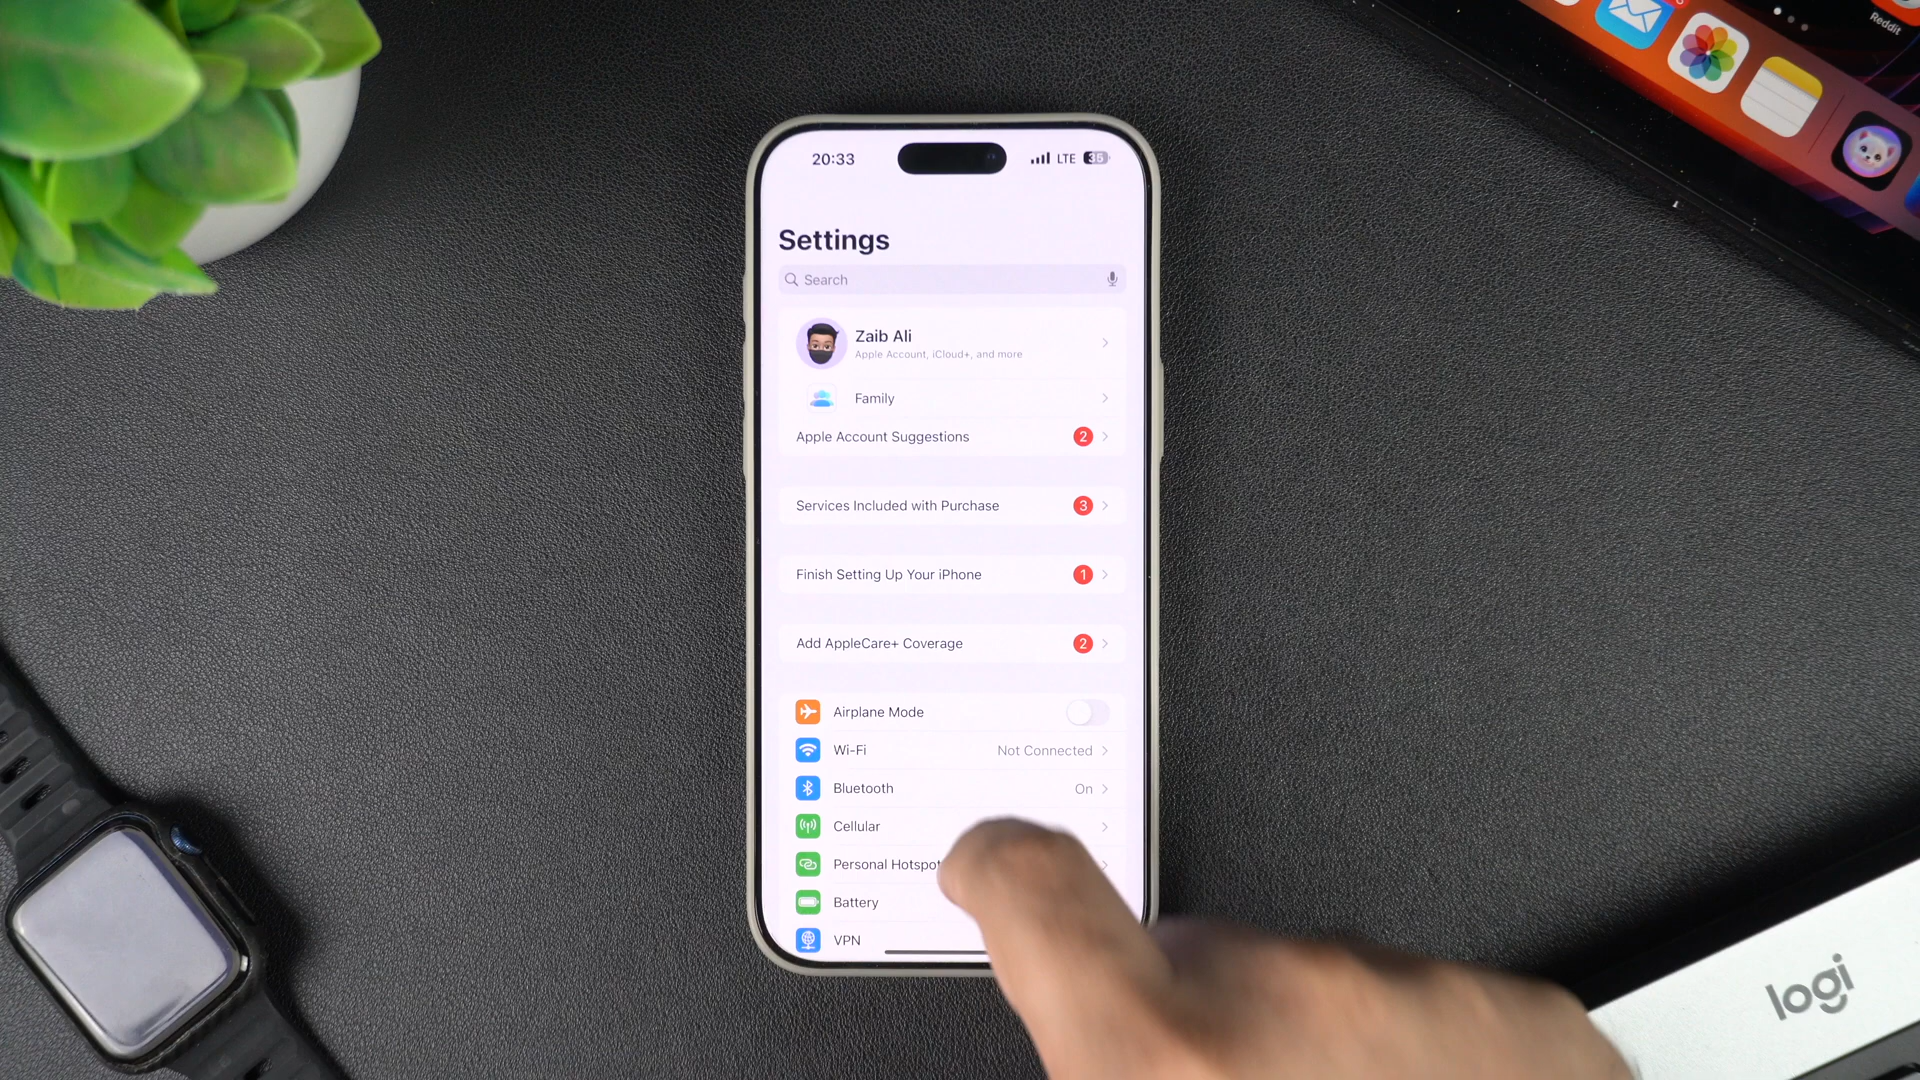 Reddit
20:33
LTE 35
Settings
Search
Zaib Ali
Apple Account, iCloud+, and more
Family
Apple Account Suggestions 2
Services Included with Purchase 3
Finish Setting Up Your iPhone 1
Add AppleCare+ Coverage 2
Airplane Mode
Wi-Fi Not Connected
Bluetooth On
Cellular
Personal Hotspot
Battery
VPN
logi